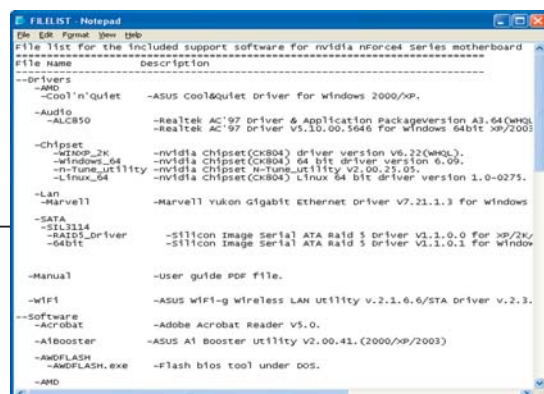 FILELIST - Notepad
File Edit Format View Help
File list for the included support software for nvidia nForce4 Series motherboard
================================================================
File Name Description
----------------------------------------------------------------
--Drivers
-AMD
-Cool'n'Quiet -ASUS Cool&Quiet Driver for Windows 2000/XP.
-Audio
-ALC850 -Realtek AC'97 Driver & Application PackageVersion A3.64(WHQL
-Realtek AC'97 Driver V5.10.00.5646 for Windows 64bit XP/2003
-Chipset
-WINXP_2K -nVidia Chipset(CK804) driver version V6.22(WHQL).
-Windows_64 -nVidia Chipset(CK804) 64 bit driver version 6.09.
-n-Tune_utility -nVidia Chipset N-Tune_utility V2.00.25.05.
-Linux_64 -nVidia Chipset(CK804) Linux 64 bit driver version 1.0-0275.
-Lan
-Marvell -Marvell Yukon Gigabit Ethernet Driver V7.21.1.3 for Windows
-SATA
-SIL3114
-RAID5_Driver -Silicon Image Serial ATA Raid 5 Driver V1.1.0.0 for XP/2K/
-64bit -Silicon Image Serial ATA Raid 5 Driver V1.1.0.1 for Window
-Manual -User guide PDF file.
-WiFi -ASUS WiFi-g Wireless LAN Utility v.2.1.6.6/STA Driver v.2.3.
--Software
-Acrobat -Adobe Acrobat Reader V5.0.
-AiBooster -ASUS Ai Booster Utility V2.00.41.(2000/XP/2003)
-AWDFLASH
-AWDFLASH.exe -Flash bios tool under DOS.
-AMD